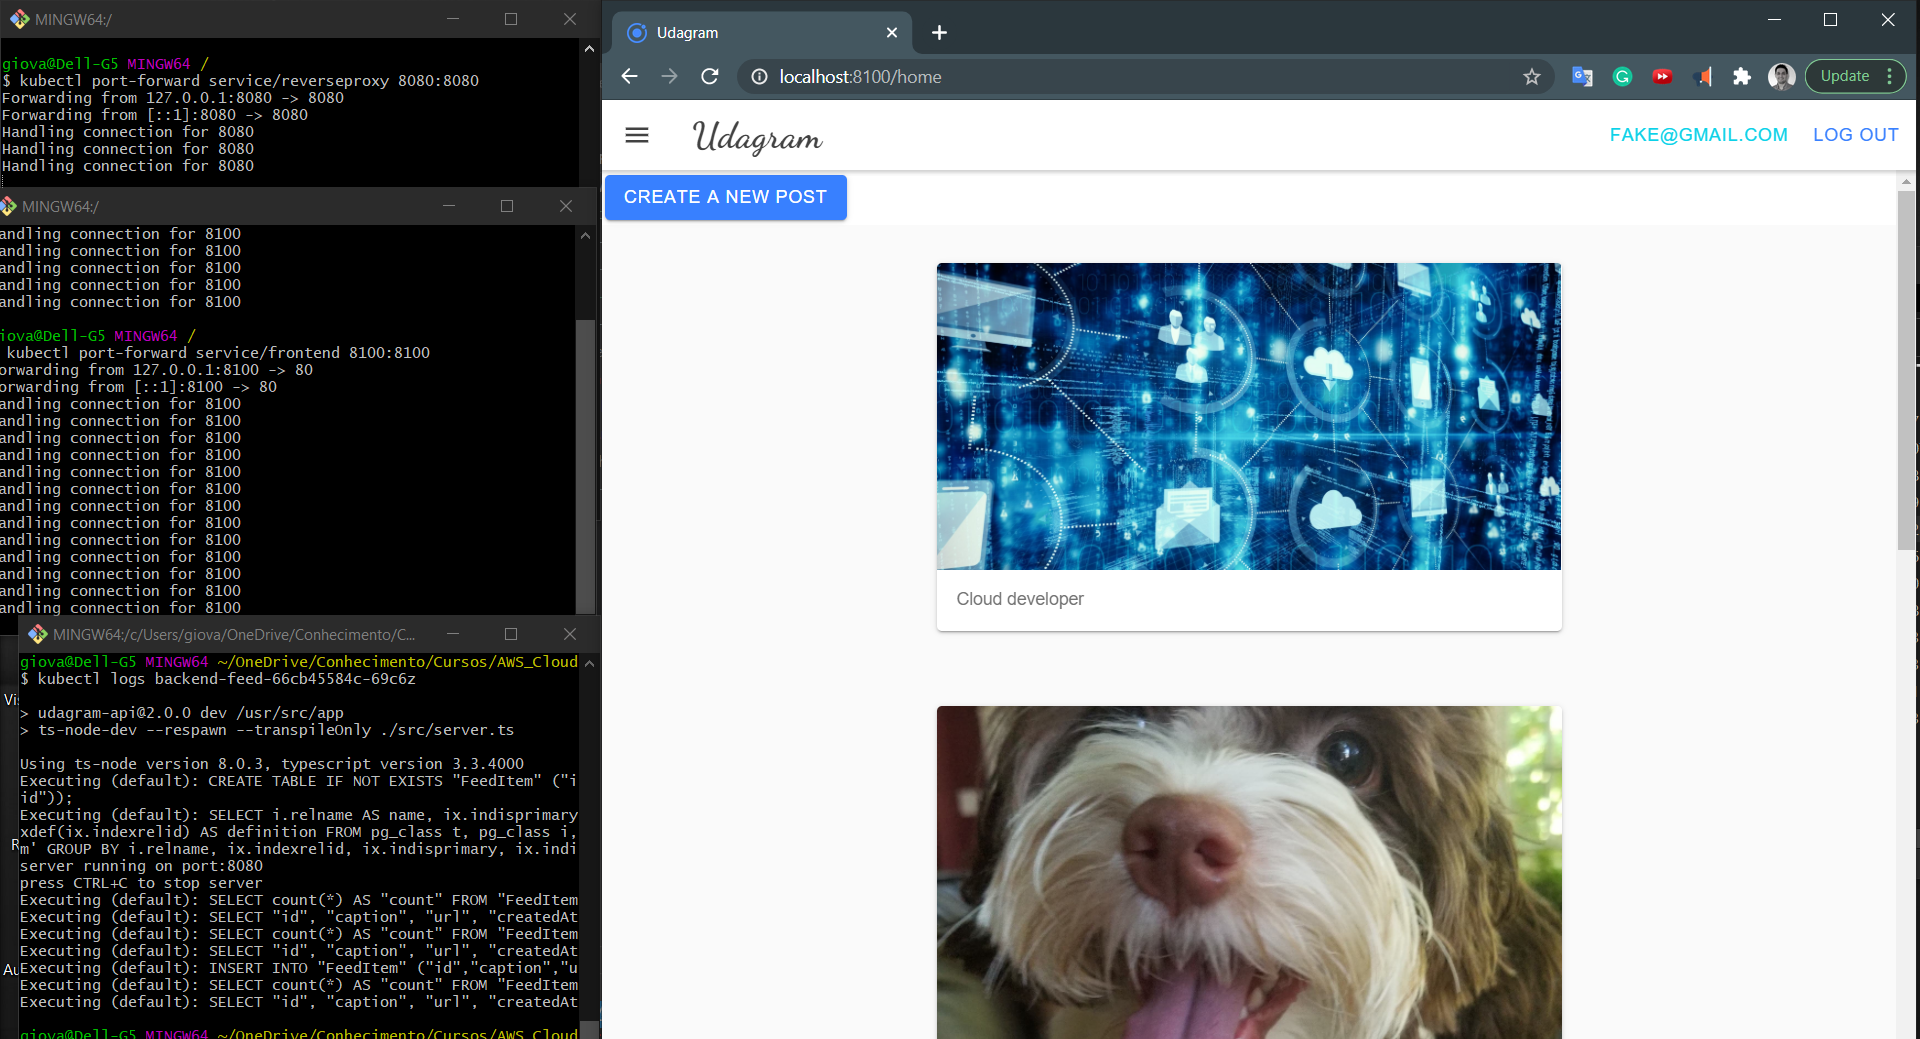 MINGW64:/
giova@Dell-G5 MINGW64 /
$ kubectl port-forward service/reverseproxy 8080:8080
Forwarding from 127.0.0.1:8080 -> 8080
Forwarding from [::1]:8080 -> 8080
Handling connection for 8080
Handling connection for 8080
Handling connection for 8080
MINGW64:/
andling connection for 8100
andling connection for 8100
andling connection for 8100
andling connection for 8100
andling connection for 8100
iova@Dell-G5 MINGW64 /
kubectl port-forward service/frontend 8100:8100
orwarding from 127.0.0.1:8100 -> 80
orwarding from [::1]:8100 -> 80
andling connection for 8100
andling connection for 8100
andling connection for 8100
andling connection for 8100
andling connection for 8100
andling connection for 8100
andling connection for 8100
andling connection for 8100
andling connection for 8100
andling connection for 8100
andling connection for 8100
andling connection for 8100
andling connection for 8100
MINGW64:/c/Users/giova/OneDrive/Conhecimento/C...
giova@Dell-G5 MINGW64 ~/OneDrive/Conhecimento/Cursos/AWS_Cloud
$ kubectl logs backend-feed-66cb45584c-69c6z
> udagram-api@2.0.0 dev /usr/src/app
> ts-node-dev --respawn --transpileOnly ./src/server.ts
Using ts-node version 8.0.3, typescript version 3.3.4000
Executing (default): CREATE TABLE IF NOT EXISTS "FeedItem" ("i
id"));
Executing (default): SELECT i.relname AS name, ix.indisprimary
xdef(ix.indexrelid) AS definition FROM pg_class t, pg_class i,
m' GROUP BY i.relname, ix.indexrelid, ix.indisprimary, ix.indi
server running on port:8080
press CTRL+C to stop server
Executing (default): SELECT count(*) AS "count" FROM "FeedItem
Executing (default): SELECT "id", "caption", "url", "createdAt
Executing (default): SELECT count(*) AS "count" FROM "FeedItem
Executing (default): SELECT "id", "caption", "url", "createdAt
Executing (default): INSERT INTO "FeedItem" ("id","caption","u
Executing (default): SELECT count(*) AS "count" FROM "FeedItem
Executing (default): SELECT "id", "caption", "url", "createdAt
giova@Dell-G5 MINGW64 ~/OneDrive/Conhecimento/Cursos/AWS_Cloud
Vi
R
Au
Udagram
localhost:8100/home
Update
Udagram
FAKE@GMAIL.COM
LOG OUT
CREATE A NEW POST
Cloud developer